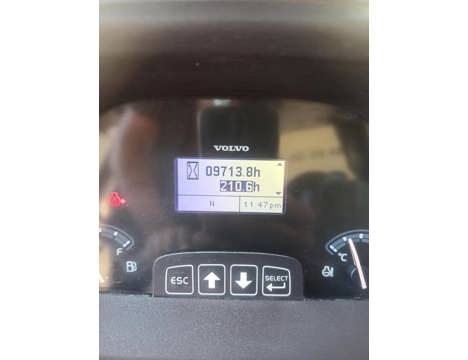 VOLVO
09713.8h
210.6h
N 11:47pm
F °C
ESC SELECT